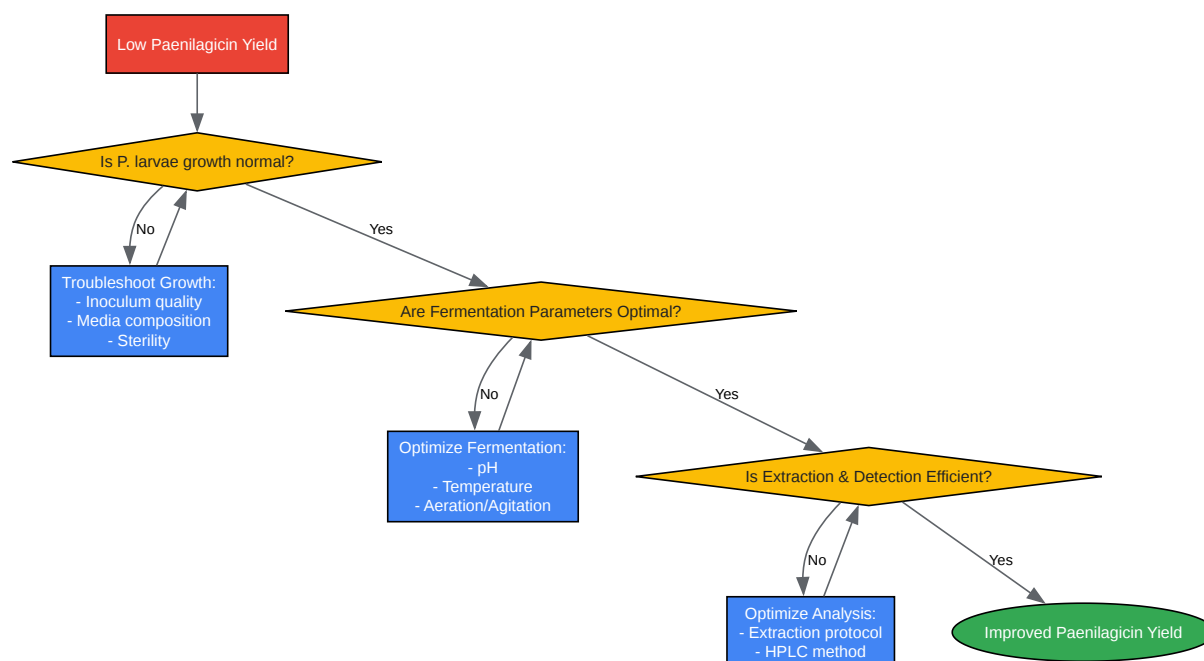 Low Paenilagicin Yield
Is P. larvae growth normal?
No
Yes
Troubleshoot Growth:
- Inoculum quality
- Media composition
- Sterility
Are Fermentation Parameters Optimal?
No
Yes
Optimize Fermentation:
- pH
- Temperature
- Aeration/Agitation
Is Extraction & Detection Efficient?
No
Yes
Optimize Analysis:
- Extraction protocol
- HPLC method
Improved Paenilagicin Yield